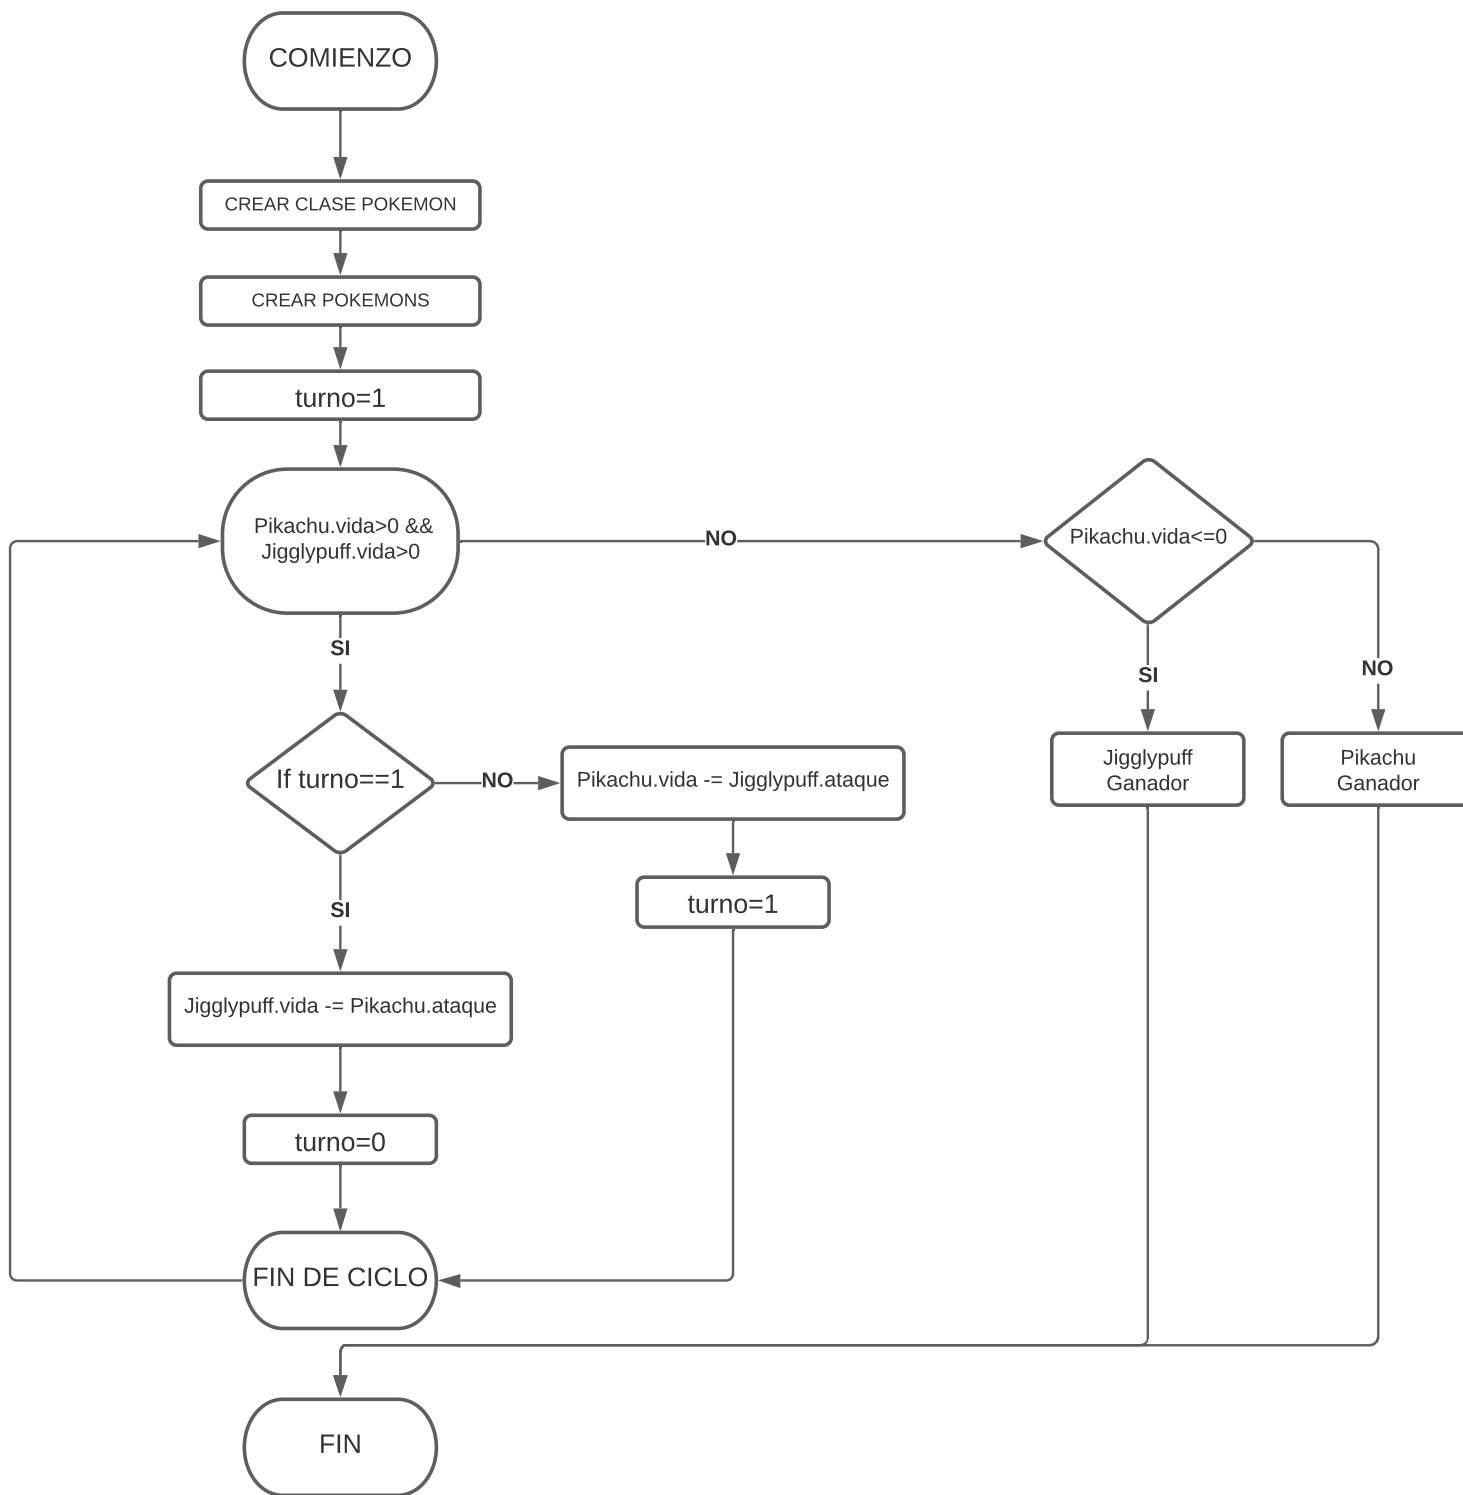 COMIENZO
CREAR CLASE POKEMON
CREAR POKEMONS
turno=1
Pikachu.vida>0 &&
Jigglypuff.vida>0
NO
Pikachu.vida<=0
SI
SI
NO
If turno==1
NO
Pikachu.vida -= Jigglypuff.ataque
Jigglypuff
Ganador
Pikachu
Ganador
turno=1
SI
Jigglypuff.vida -= Pikachu.ataque
turno=0
FIN DE CICLO
FIN